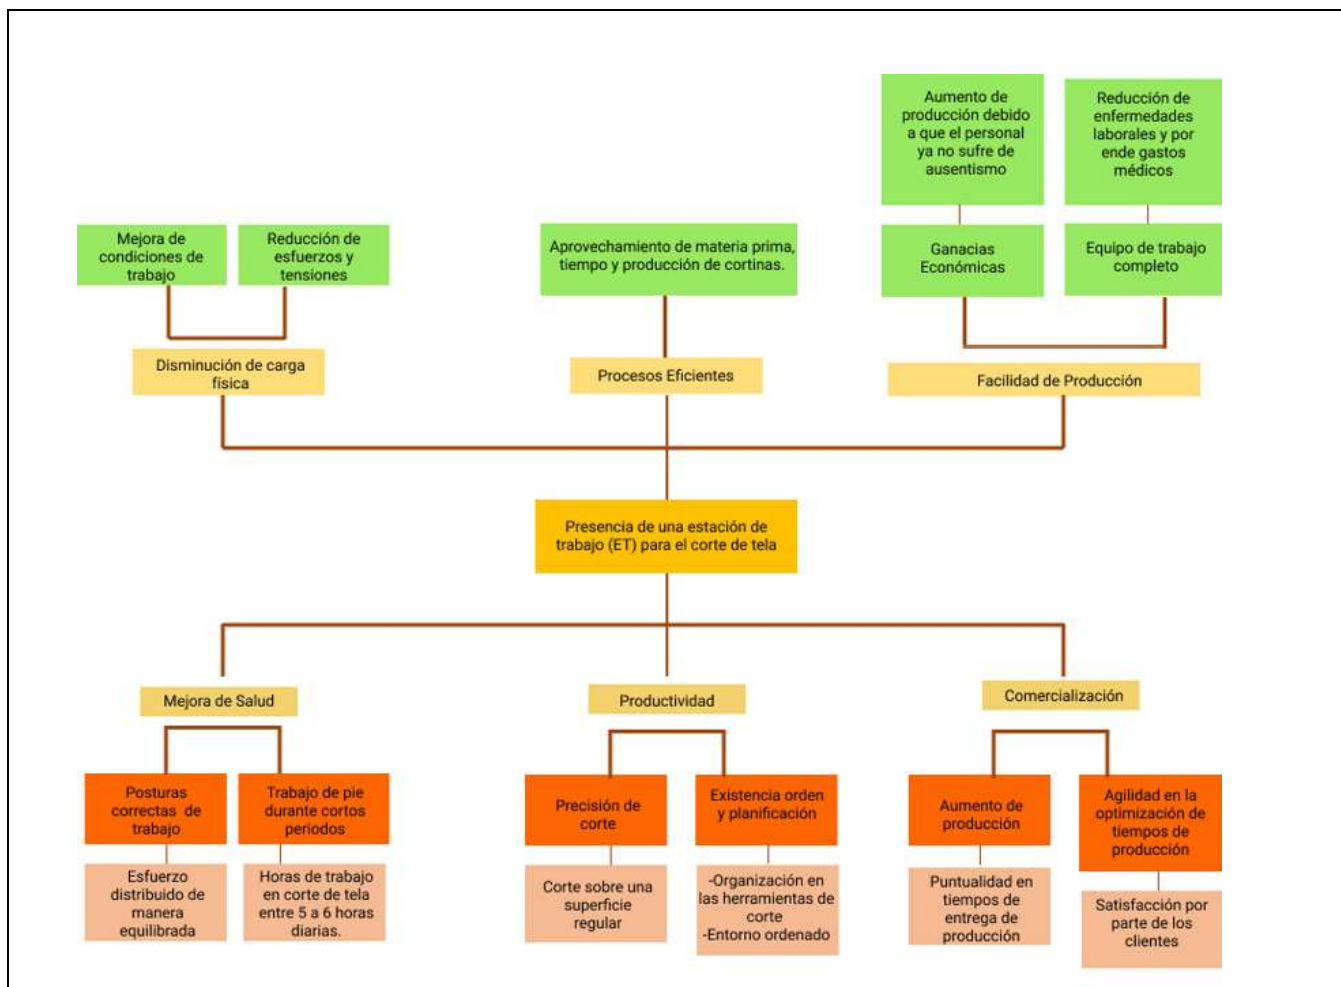 Aumento de
producción debido
a que el personal
ya no sufre de
ausentismo
Reducción de
enfermedades
laborales y por
ende gastos
médicos
Mejora de
condiciones de
trabajo
Reducción de
esfuerzos y
tensiones
Aprovechamiento de materia prima,
tiempo y producción de cortinas.
Ganacias
Económicas
Equipo de trabajo
completo
Disminución de carga
física
Procesos Eficientes
Facilidad de Producción
Presencia de una estación de
trabajo (ET) para el corte de tela
Mejora de Salud
Productividad
Comercialización
Posturas
correctas de
trabajo
Trabajo de pie
durante cortos
periodos
Precisión de
corte
Existencia orden
y planificación
Aumento de
producción
Agilidad en la
optimización de
tiempos de
producción
Esfuerzo
distribuido de
manera
equilibrada
Horas de trabajo
en corte de tela
entre 5 a 6 horas
diarias.
Corte sobre una
superficie
regular
-Organización en
las herramientas de
corte
-Entorno ordenado
Puntualidad en
tiempos de
entrega de
producción
Satisfacción por
parte de los
clientes